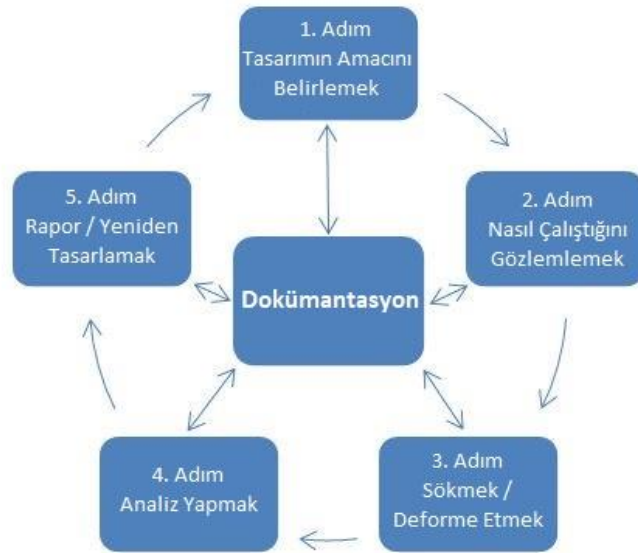 1. Adım
Tasarımın Amacını
Belirlemek
2. Adım
Nasıl Çalıştığını
Gözlemlemek
3. Adım
Sökmek /
Deforme Etmek
4. Adım
Analiz Yapmak
5. Adım
Rapor / Yeniden
Tasarlamak
Dokümantasyon